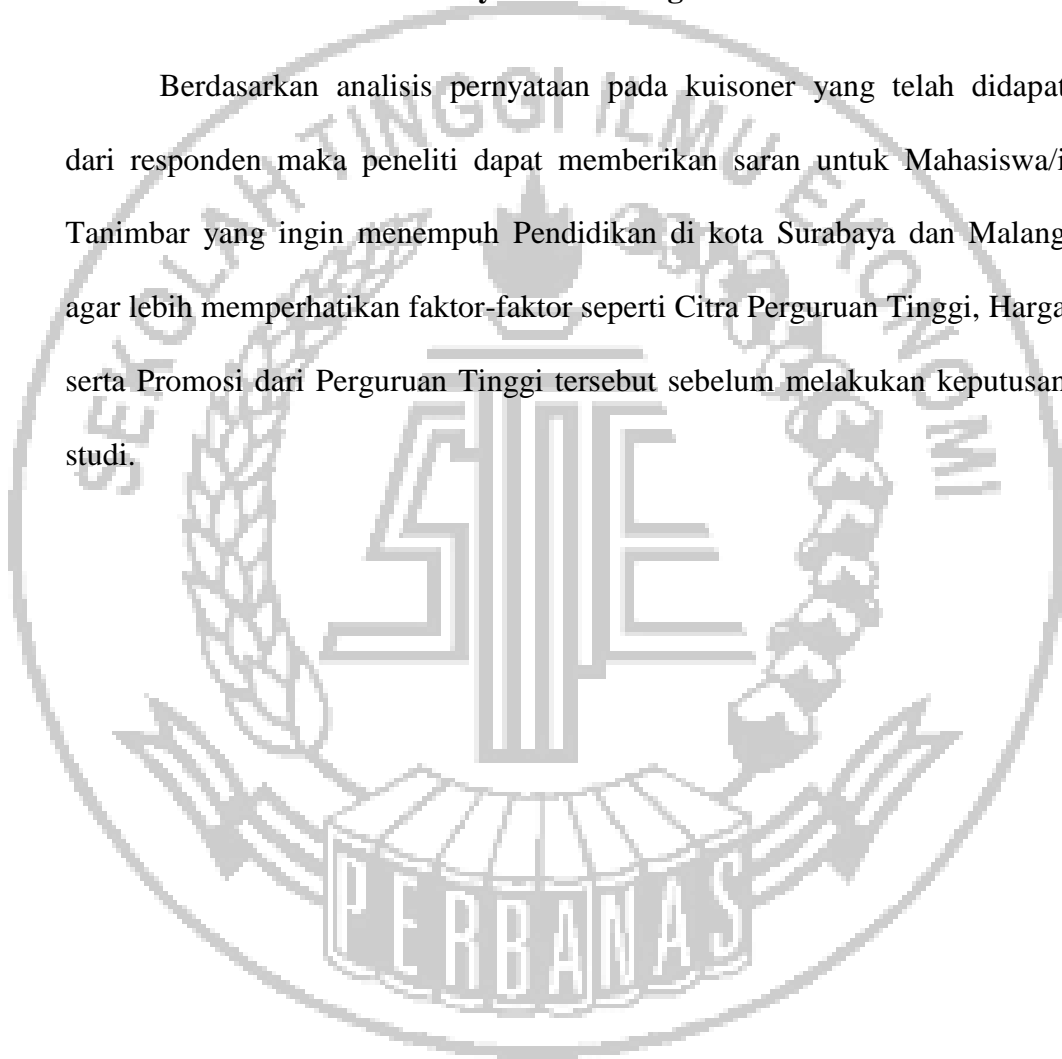 Berdasarkan analisis pernyataan pada kuisoner yang telah didapat
dari responden maka peneliti dapat memberikan saran untuk Mahasiswa/i
Tanimbar yang ingin menempuh Pendidikan di kota Surabaya dan Malang
agar lebih memperhatikan faktor-faktor seperti Citra Perguruan Tinggi, Harga
serta Promosi dari Perguruan Tinggi tersebut sebelum melakukan keputusan
studi.
SEKOLAH TINGGI ILMU EKONOMI
PERBANAS